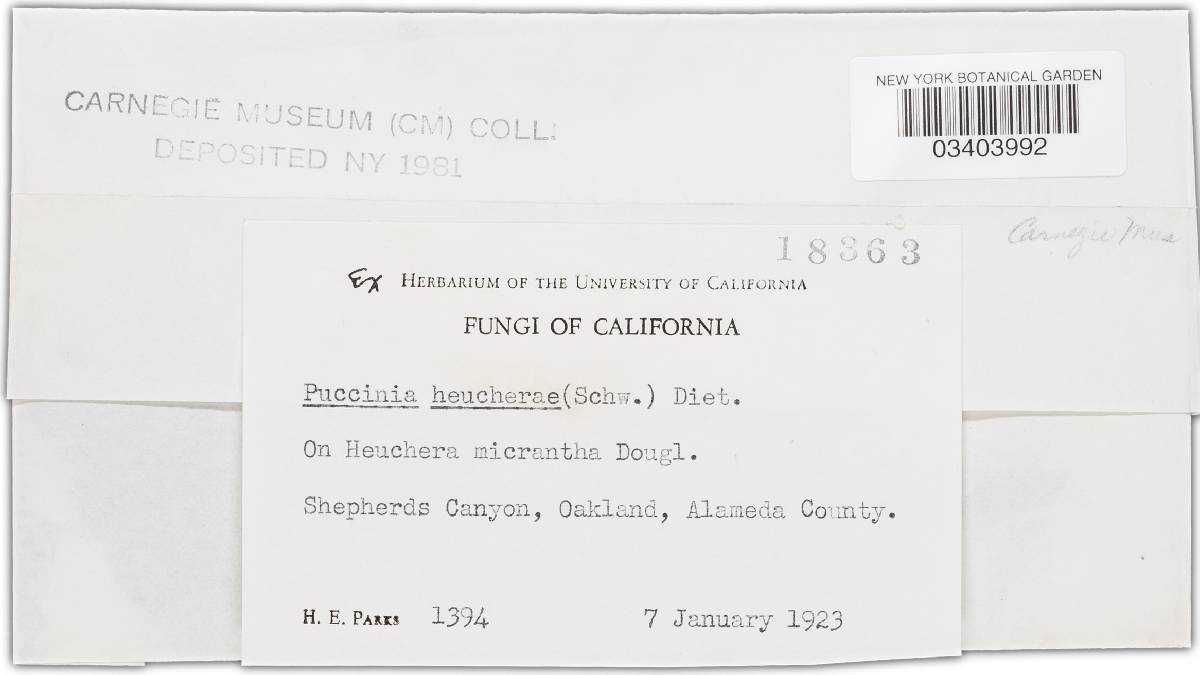 CARNEGIE MUSEUM (CM) COLL.
DEPOSITED NY 1981
NEW YORK BOTANICAL GARDEN
03403992
Carnegie Mus
18363
Ex HERBARIUM OF THE UNIVERSITY OF CALIFORNIA
FUNGI OF CALIFORNIA
Puccinia heucherae(Schw.) Diet.
On Heuchera micrantha Dougl.
Shepherds Canyon, Oakland, Alameda County.
H. E. PARKS 1394 7 January 1923